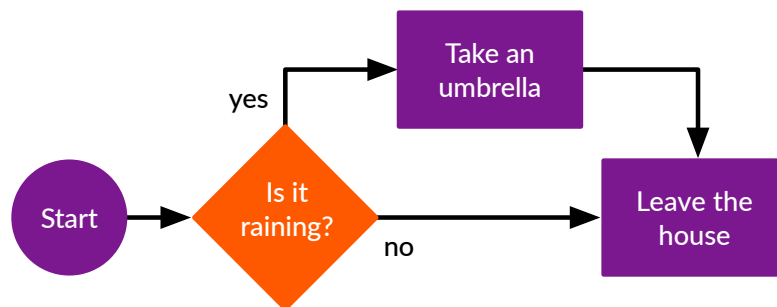 Start
Is it
raining?
yes
Take an
umbrella
no
Leave the
house